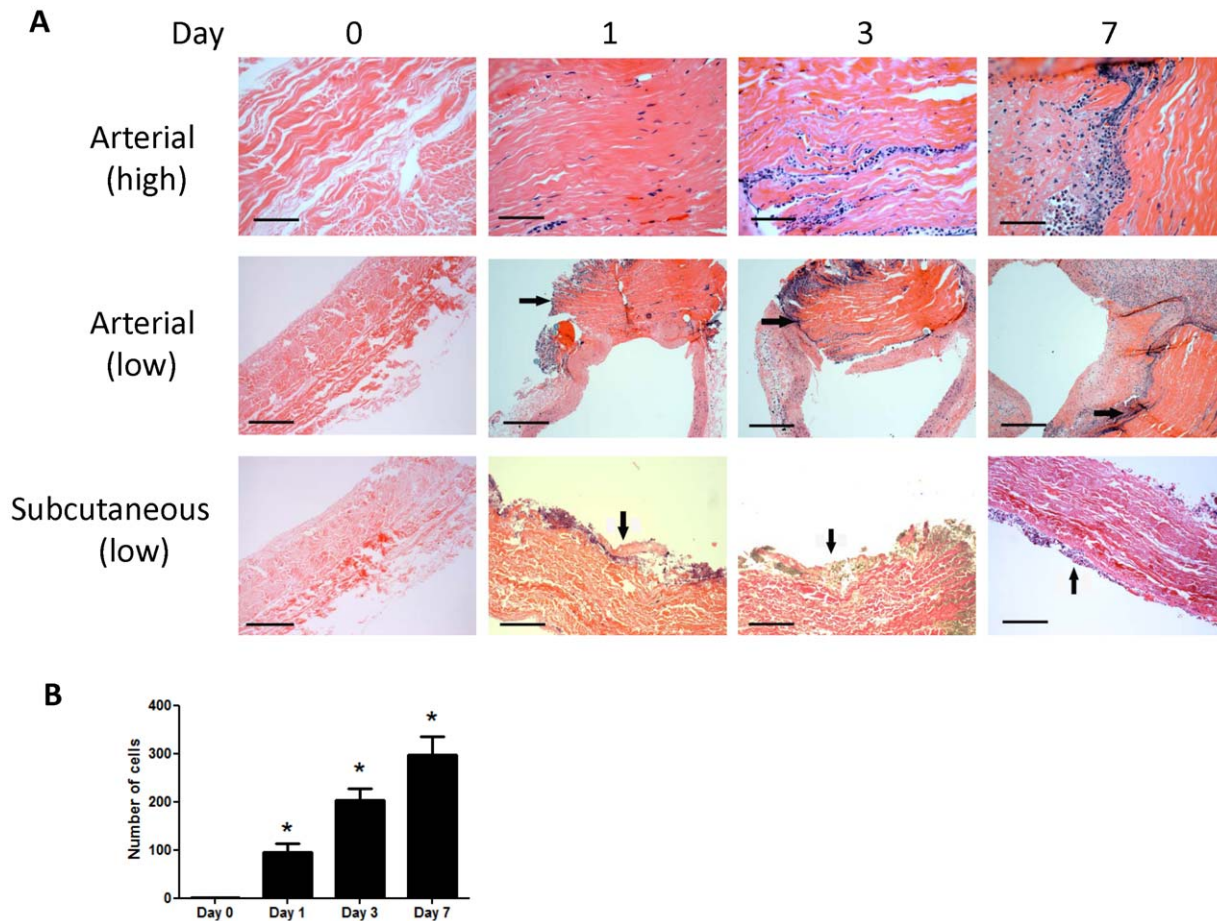 A Day 0 1 3 7
Arterial
(high)
Arterial
(low)
Subcutaneous
(low)
B
400
300
200
100
0
Number of cells
*
*
*
Day 0 Day 1 Day 3 Day 7